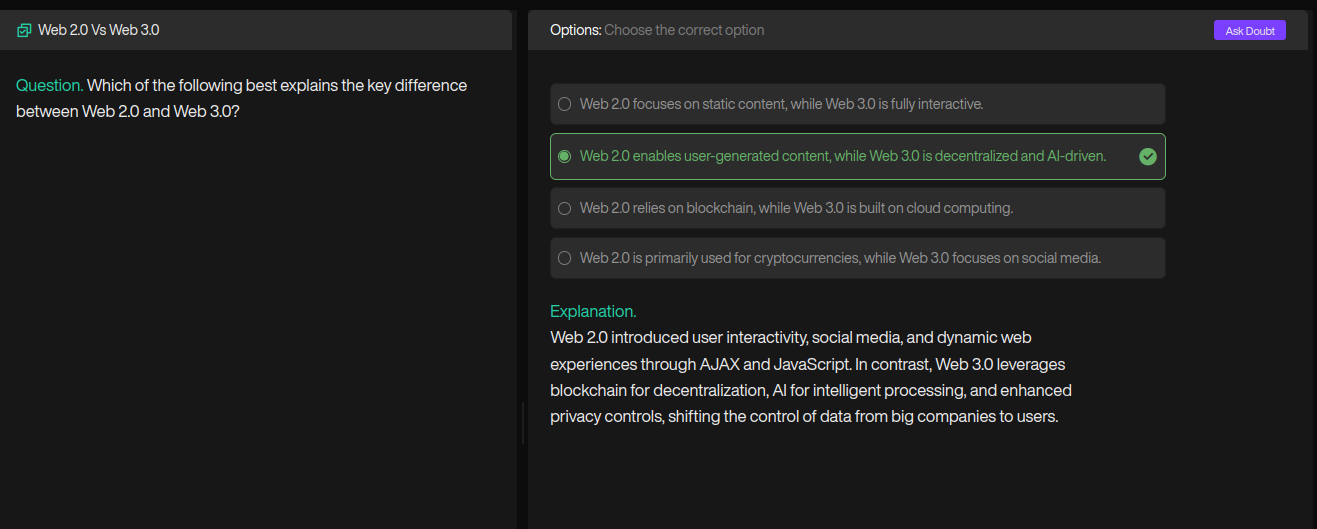 Web 2.0 Vs Web 3.0
Question. Which of the following best explains the key difference
between Web 2.0 and Web 3.0?
Options: Choose the correct option
Ask Doubt
Web 2.0 focuses on static content, while Web 3.0 is fully interactive.
Web 2.0 enables user-generated content, while Web 3.0 is decentralized and AI-driven.
Web 2.0 relies on blockchain, while Web 3.0 is built on cloud computing.
Web 2.0 is primarily used for cryptocurrencies, while Web 3.0 focuses on social media.
Explanation.
Web 2.0 introduced user interactivity, social media, and dynamic web
experiences through AJAX and JavaScript. In contrast, Web 3.0 leverages
blockchain for decentralization, AI for intelligent processing, and enhanced
privacy controls, shifting the control of data from big companies to users.